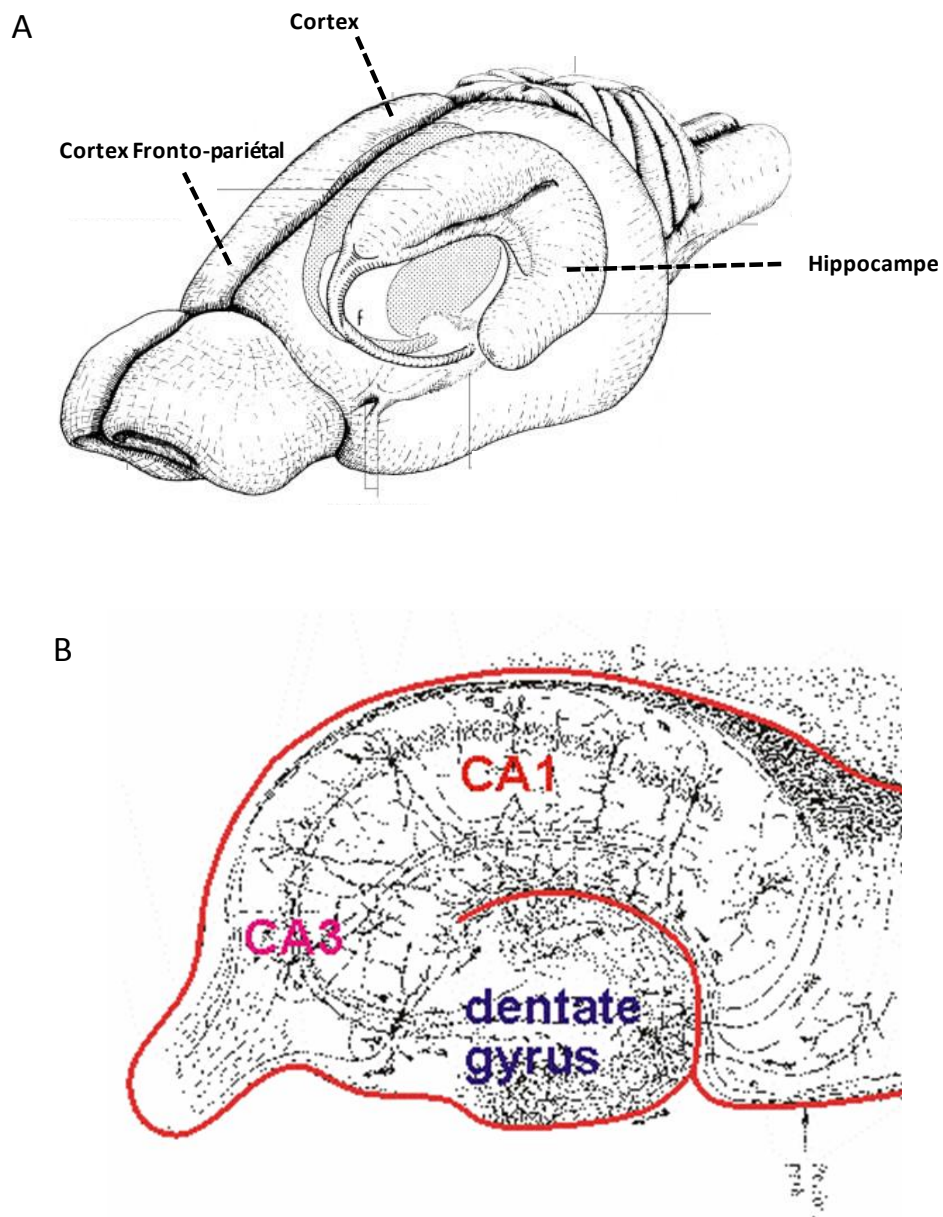 A
Cortex
Cortex Fronto-pariétal
Hippocampe
f
B
CA1
CA3
dentate
gyrus